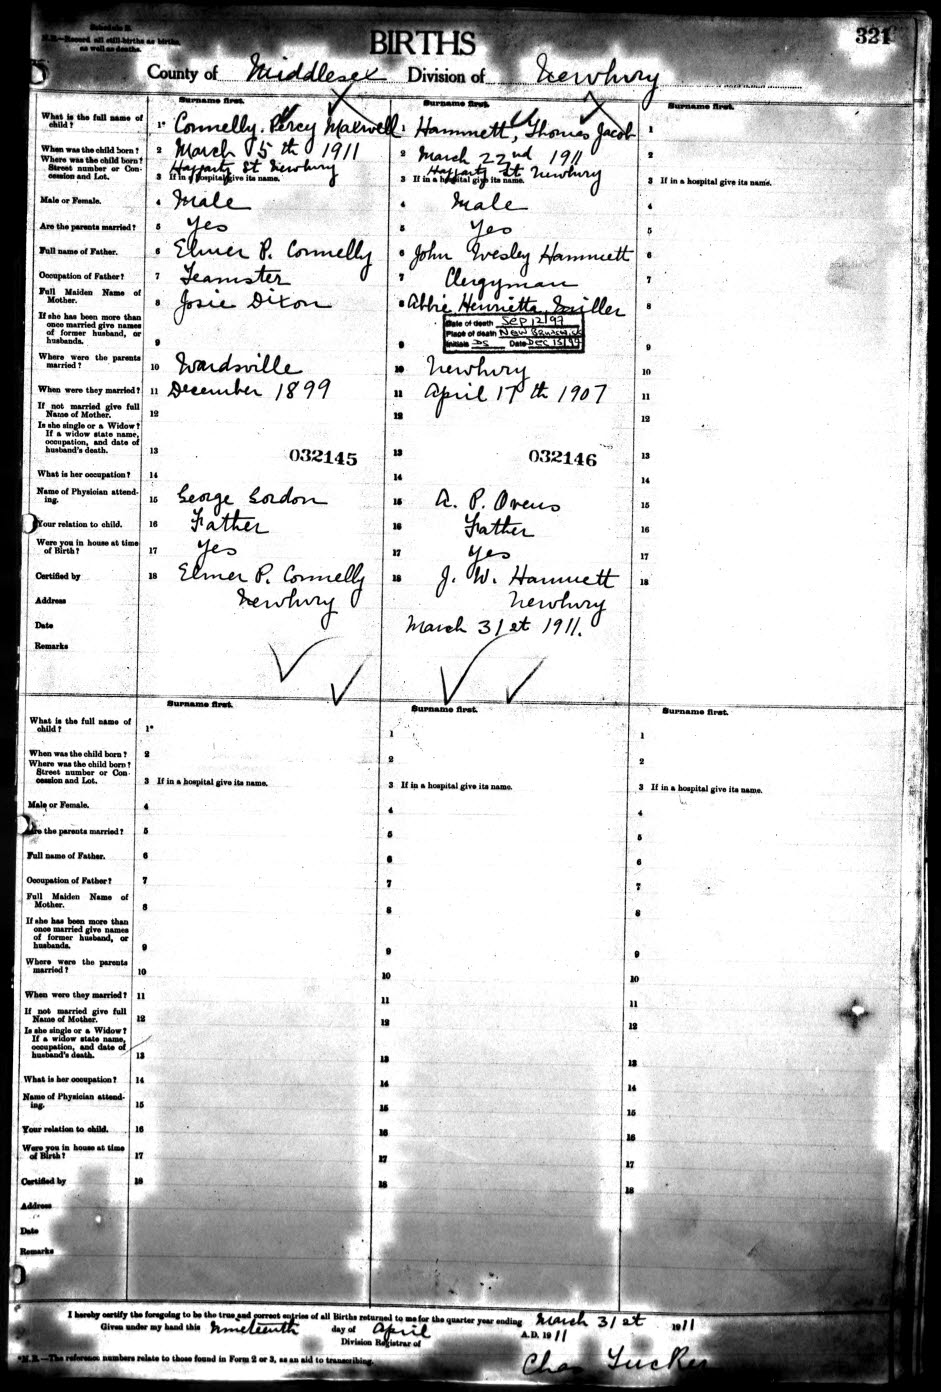 Schedule B.
N.B.—Record all still-births as births,
as well as deaths.
BIRTHS
321
County of Middlesex Division of Newbury
Surname first.
Surname first.
Surname first.
What is the full name of child? 1* Connelly, Percy Maxwell 1 Hammett, Thomas Jacob 1
When was the child born? 2 March 5th 1911 2 March 22nd 1911 2
Where was the child born? Haggarty St Newbury Haggarty St Newbury
Street number or Concession and Lot. 3 If in a hospital give its name. 3 If in a hospital give its name. 3 If in a hospital give its name.
Male or Female. 4 Male 4 Male 4
Are the parents married? 5 Yes 5 Yes 5
Full name of Father. 6 Elmer P. Connelly 6 John Wesley Hammett 6
Occupation of Father? 7 Teamster 7 Clergyman 7
Full Maiden Name of Mother. 8 Josie Dixon 8 Abbie Henrietta Miller 8
Date of death Sep 12/97
Place of death New Brunswick
Initials DS Date Dec 15/97
If she has been more than once married give names of former husband, or husbands. 9 9 9
Where were the parents married? 10 Wardsville 10 Newbury 10
When were they married? 11 December 1899 11 April 17th 1907 11
If not married give full Name of Mother. 12 12 12
Is she single or a Widow? If a widow state name, occupation, and date of husband's death. 13 032145 13 032146 13
What is her occupation? 14 14 14
Name of Physician attending. 15 George Gordon 15 A. P. Owens 15
Your relation to child. 16 Father 16 Father 16
Were you in house at time of Birth? 17 Yes 17 Yes 17
Certified by 18 Elmer P. Connelly 18 J. W. Hammett 18
Address Newbury Newbury
Date March 31st 1911.
Remarks
Surname first.
Surname first.
Surname first.
What is the full name of child? 1* 1 1
When was the child born? 2 2 2
Where was the child born?
Street number or Concession and Lot. 3 If in a hospital give its name. 3 If in a hospital give its name. 3 If in a hospital give its name.
Male or Female. 4 4 4
Are the parents married? 5 5 5
Full name of Father. 6 6 6
Occupation of Father? 7 7 7
Full Maiden Name of Mother. 8 8 8
If she has been more than once married give names of former husband, or husbands. 9 9 9
Where were the parents married? 10 10 10
When were they married? 11 11 11
If not married give full Name of Mother. 12 12 12
Is she single or a Widow? If a widow state name, occupation, and date of husband's death. 13 13 13
What is her occupation? 14 14 14
Name of Physician attending. 15 15 15
Your relation to child. 16 16 16
Were you in house at time of Birth? 17 17 17
Certified by 18 18 18
Address
Date
Remarks
I hereby certify the foregoing to be the true and correct entries of all Births returned to me for the quarter year ending March 31st 1911
Given under my hand this Nineteenth day of April A.D. 1911
Division Registrar of
Chas Tucker
*N.B.—The reference numbers relate to those found in Form 2 or 3, as an aid to transcribing.